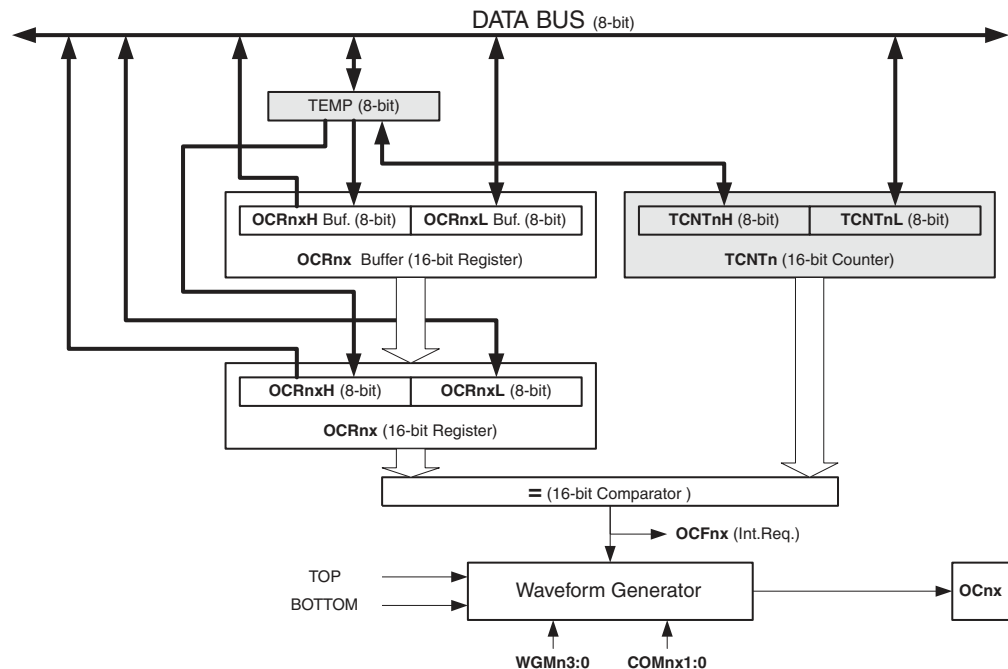 DATA BUS (8-bit)
TEMP (8-bit)
OCRnxH Buf. (8-bit) OCRnxL Buf. (8-bit)
OCRnx Buffer (16-bit Register)
TCNTnH (8-bit) TCNTnL (8-bit)
TCNTn (16-bit Counter)
OCRnxH (8-bit) OCRnxL (8-bit)
OCRnx (16-bit Register)
= (16-bit Comparator )
OCFnx (Int.Req.)
TOP
BOTTOM
Waveform Generator
OCnx
WGMn3:0 COMnx1:0